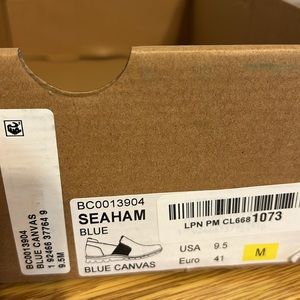 BC0013904
BLUE CANVAS
1 92466 37764 9
9.5M
BC0013904
SEAHAM
BLUE
BLUE CANVAS
LPN PM CL668 1073
USA 9.5
Euro 41
M